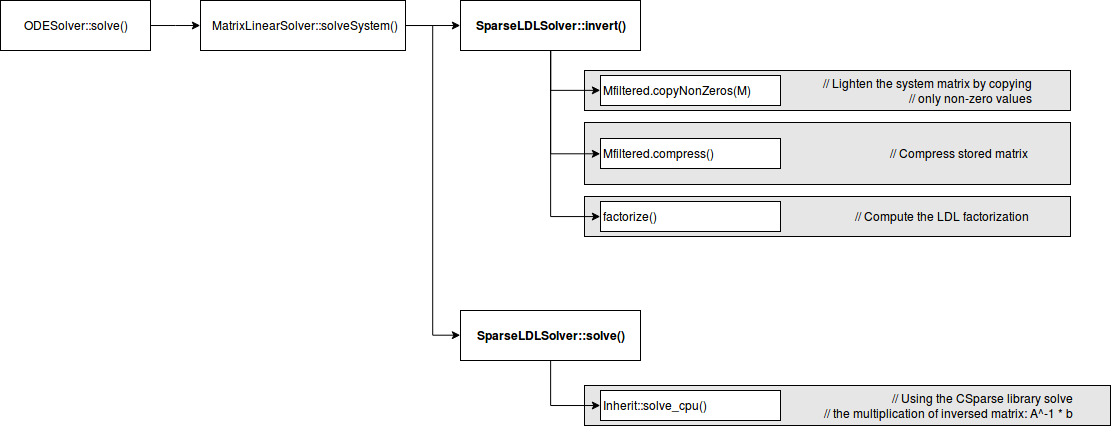 ODESolver::solve()
MatrixLinearSolver::solveSystem()
SparseLDLSolver::invert()
Mfiltered.copyNonZeros(M)
// Lighten the system matrix by copying
// only non-zero values
Mfiltered.compress()
// Compress stored matrix
factorize()
// Compute the LDL factorization
SparseLDLSolver::solve()
Inherit::solve_cpu()
// Using the CSparse library solve
// the multiplication of inversed matrix: A^-1 * b